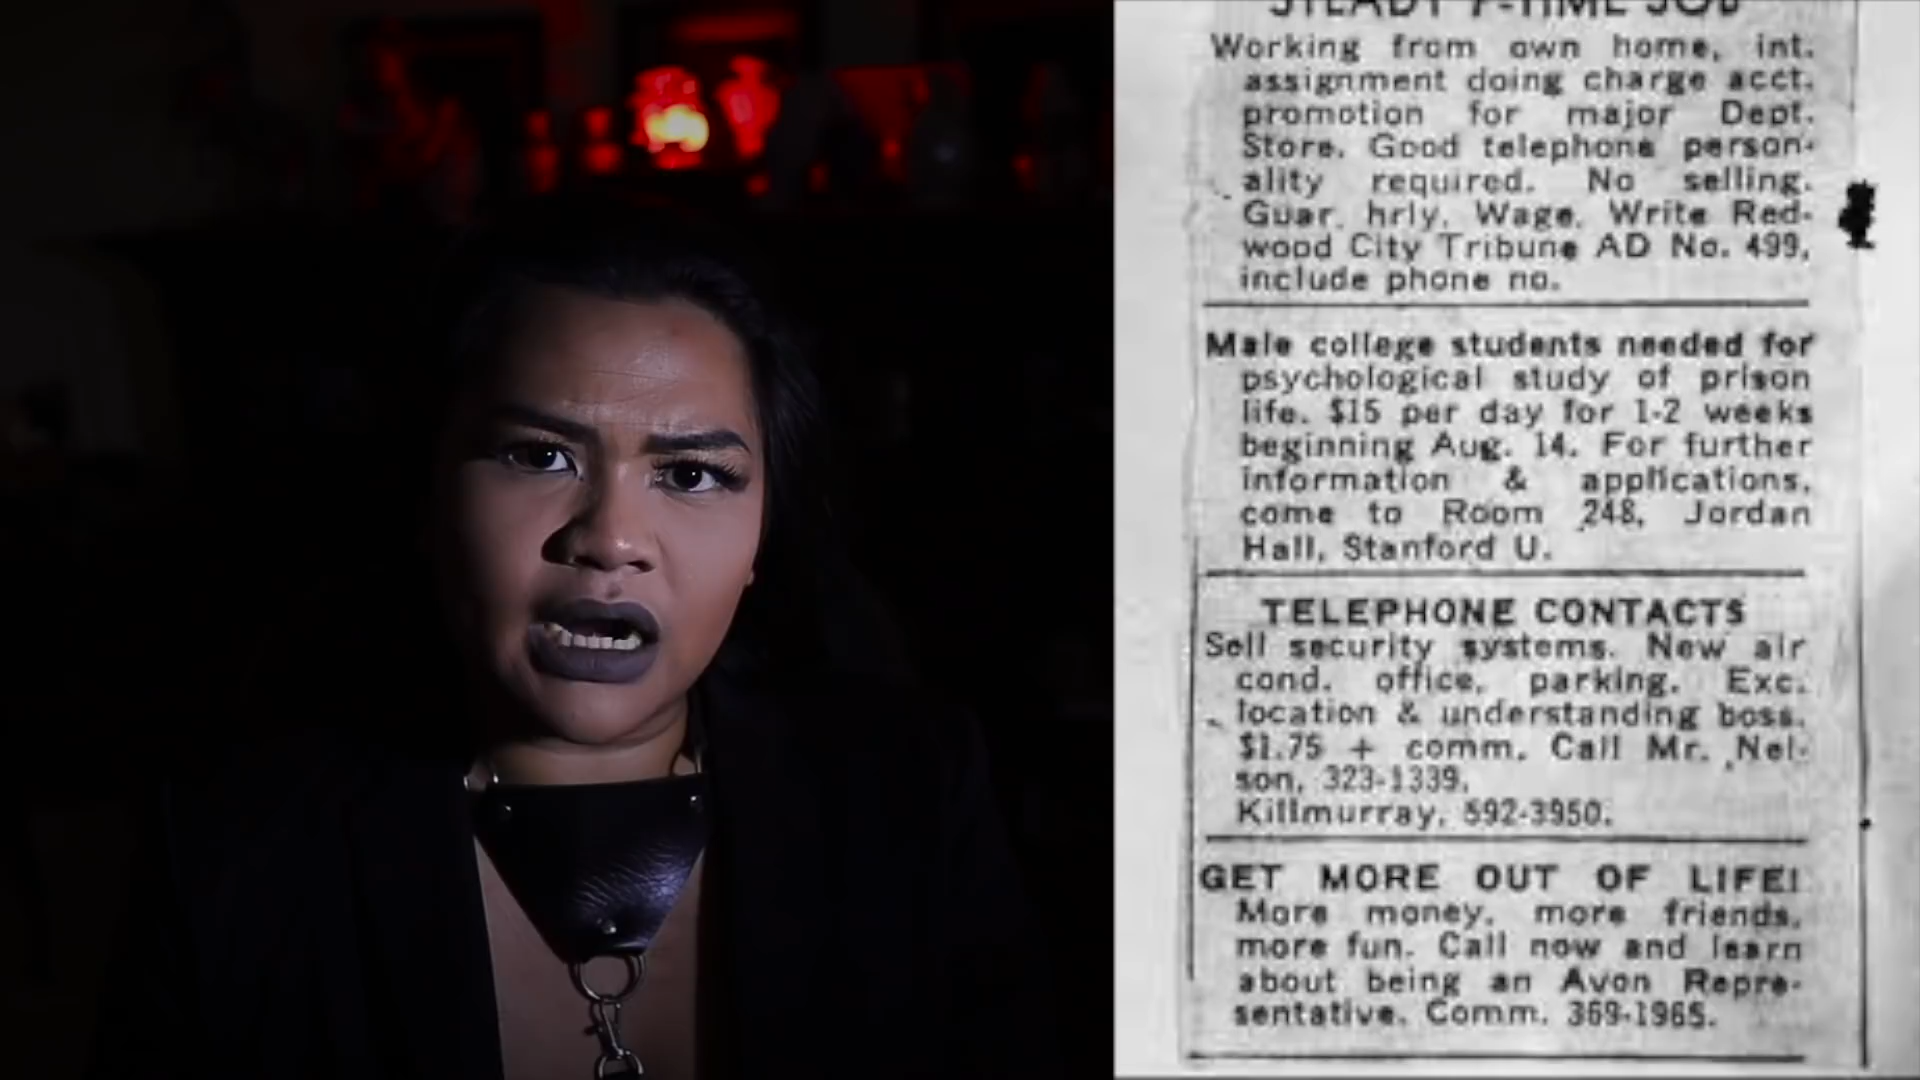 STEADY P-TIME JOB
Working from own home, int.
assignment doing charge acct.
promotion for major Dept.
Store. Good telephone person-
ality required. No selling.
Guar. hrly. Wage. Write Red-
wood City Tribune AD No. 499,
include phone no.
Male college students needed for
psychological study of prison
life. $15 per day for 1-2 weeks
beginning Aug. 14. For further
information & applications,
come to Room 248, Jordan
Hall, Stanford U.
TELEPHONE CONTACTS
Sell security systems. New air
cond. office, parking. Exc.
location & understanding boss.
$1.75 + comm. Call Mr. Nel-
son, 323-1339.
Killmurray, 592-3950.
GET MORE OUT OF LIFE!
More money, more friends,
more fun. Call now and learn
about being an Avon Repre-
sentative. Comm. 369-1965.